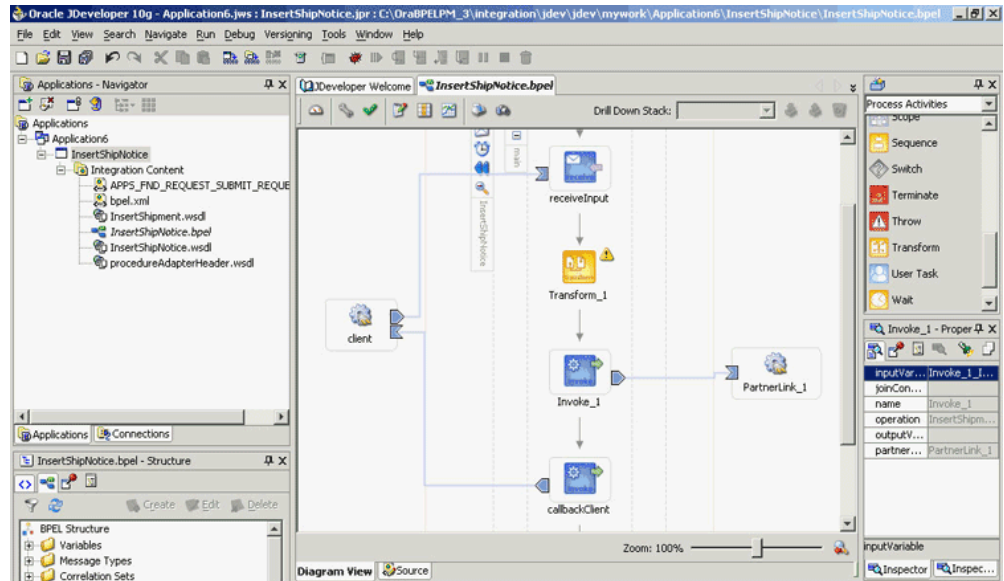 Oracle JDeveloper 10g - Application6.jws : InsertShipNotice.jpr : C:\OraBPELPM_3\integration\jdev\jdev\mywork\Application6\InsertShipNotice\InsertShipNotice.bpel
File Edit View Search Navigate Run Debug Versioning Tools Window Help
Applications - Navigator
Applications
Application6
InsertShipNotice
Integration Content
APPS_FND_REQUEST_SUBMIT_REQUE
bpel.xml
InsertShipment.wsdl
InsertShipNotice.bpel
InsertShipNotice.wsdl
procedureAdapterHeader.wsdl
Applications Connections
InsertShipNotice.bpel - Structure
Create Edit Delete
BPEL Structure
Variables
Message Types
Correlation Sets
JDeveloper Welcome InsertShipNotice.bpel
Drill Down Stack:
main
InsertShipNotice
receive
receiveInput
Transform_1
client
invoke
Invoke_1
PartnerLink_1
invoke
callbackClient
Zoom: 100%
Diagram View Source
Process Activities
Scope
Sequence
Switch
Terminate
Throw
Transform
User Task
Wait
Invoke_1 - Proper
inputVar... Invoke_1_I...
joinCon...
name Invoke_1
operation InsertShipm...
outputV...
partner... PartnerLink_1
inputVariable
Inspector Inspec...